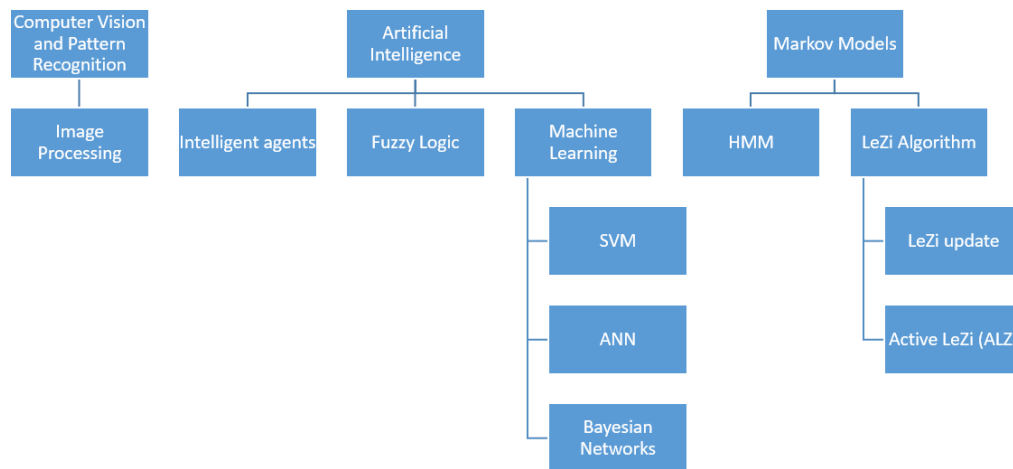 Computer Vision
and Pattern
Recognition
Artificial
Intelligence
Markov Models
Image
Processing
Intelligent agents
Fuzzy Logic
Machine
Learning
HMM
LeZi Algorithm
SVM
LeZi update
ANN
Active LeZi (ALZ
Bayesian
Networks